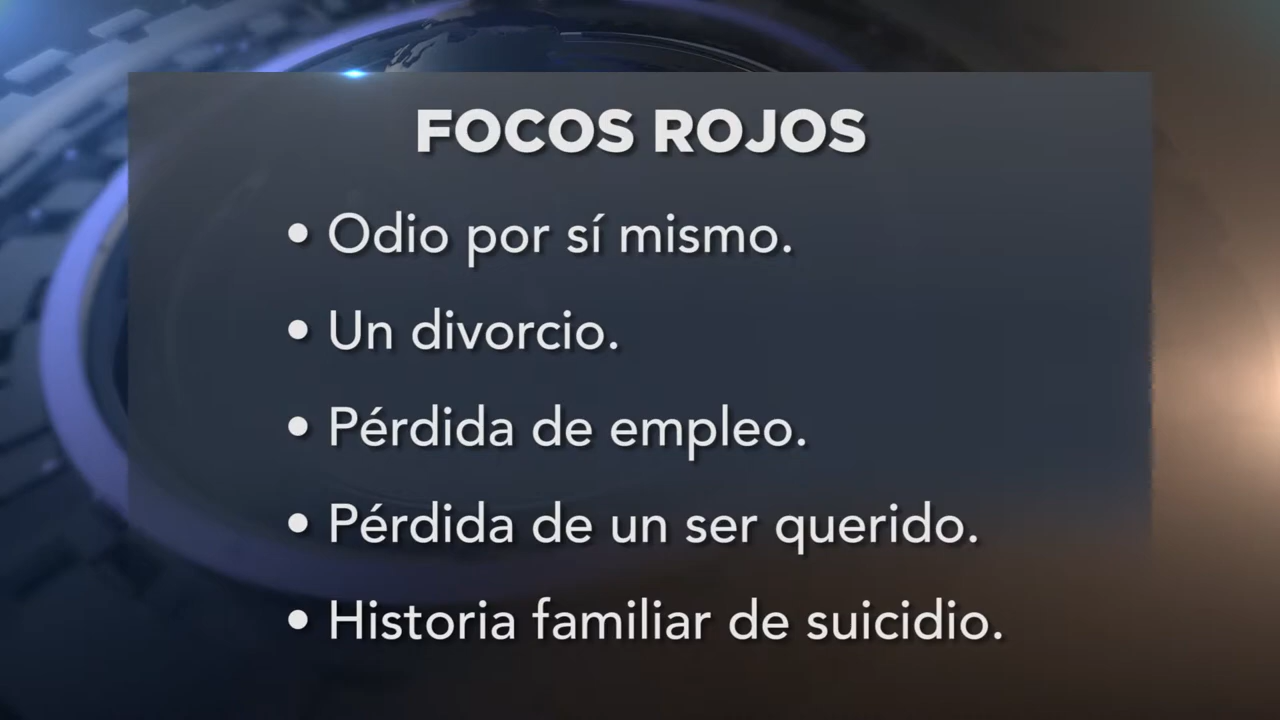 FOCOS ROJOS
• Odio por sí mismo.
• Un divorcio.
• Pérdida de empleo.
• Pérdida de un ser querido.
• Historia familiar de suicidio.